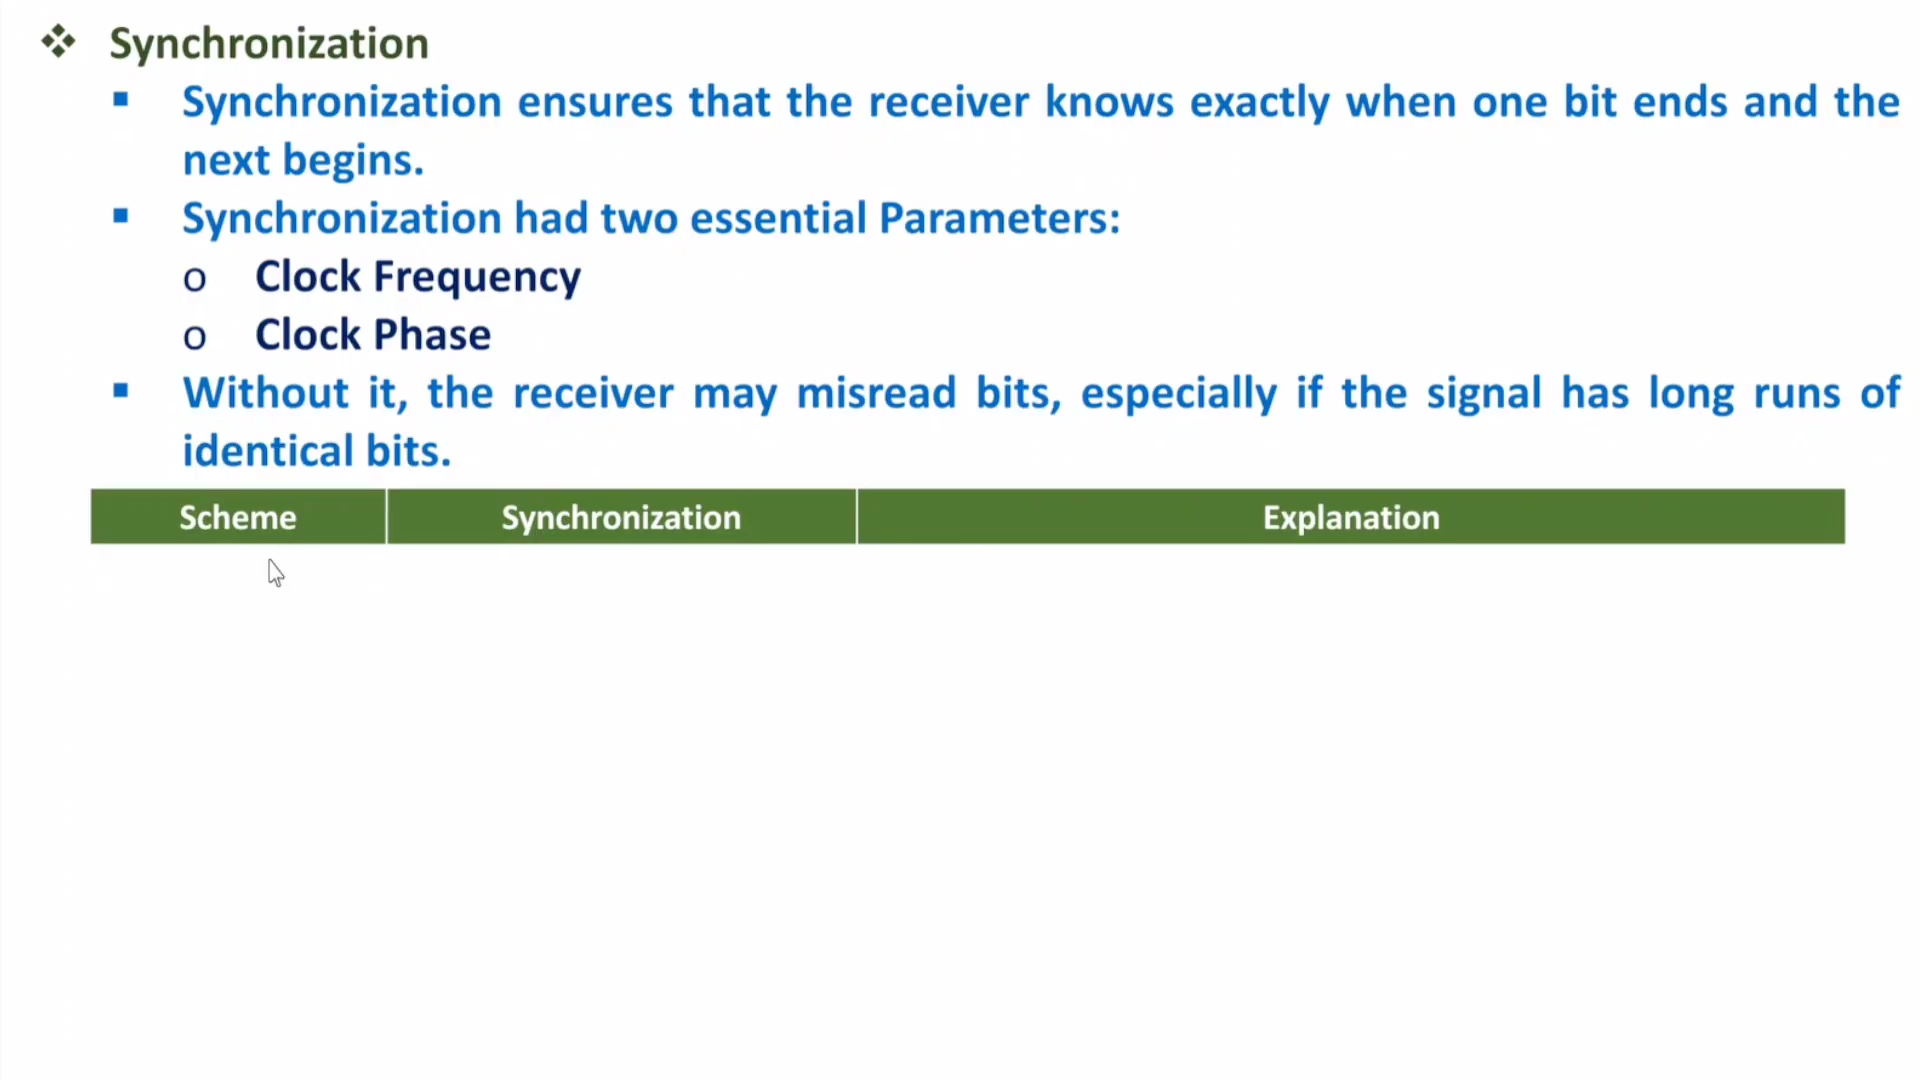 Synchronization
Synchronization ensures that the receiver knows exactly when one bit ends and the
next begins.
Synchronization had two essential Parameters:
o Clock Frequency
o Clock Phase
Without it, the receiver may misread bits, especially if the signal has long runs of
identical bits.
Scheme Synchronization Explanation